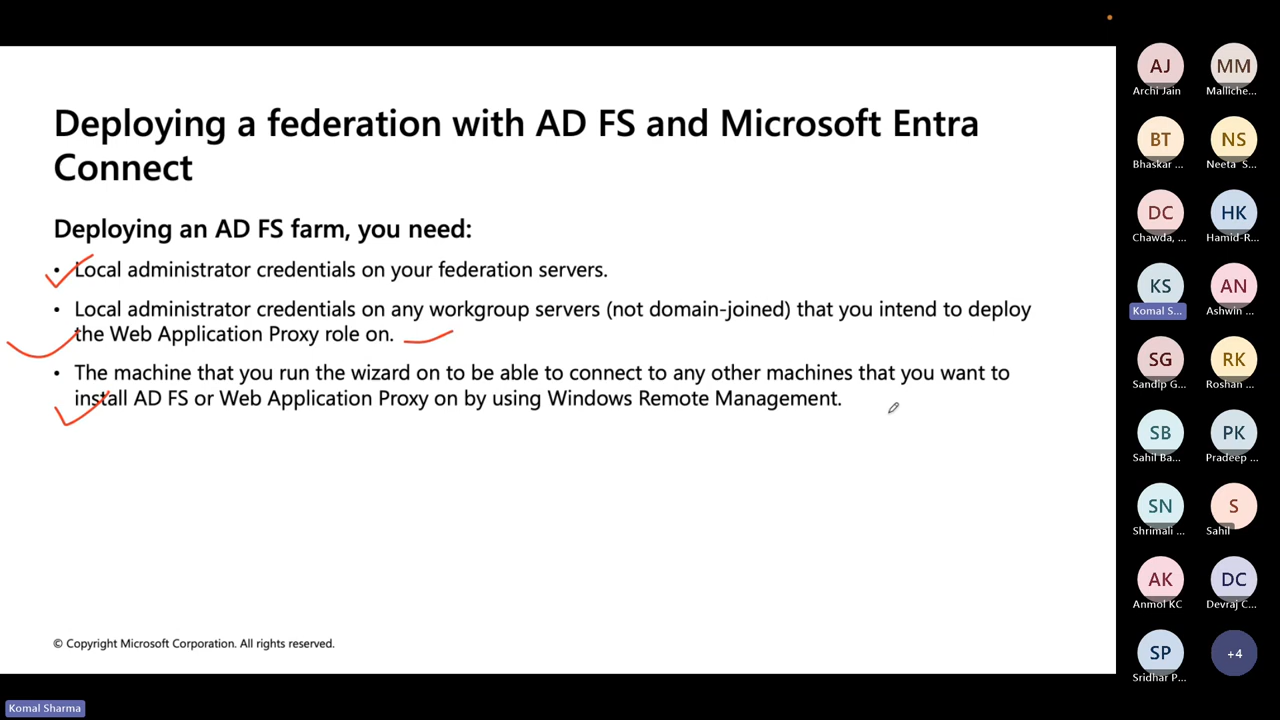 Deploying a federation with AD FS and Microsoft Entra
Connect
Deploying an AD FS farm, you need:
• Local administrator credentials on your federation servers.
• Local administrator credentials on any workgroup servers (not domain-joined) that you intend to deploy
the Web Application Proxy role on.
• The machine that you run the wizard on to be able to connect to any other machines that you want to
install AD FS or Web Application Proxy on by using Windows Remote Management.
© Copyright Microsoft Corporation. All rights reserved.
Komal Sharma
AJ MM
Archi Jain Malliche...
BT NS
Bhaskar ... Neeta S...
DC HK
Chawda, ... Hamid-R...
KS AN
Komal S... Ashwin ...
SG RK
Sandip G... Roshan ...
SB PK
Sahil Ba... Pradeep ...
SN S
Shrimali ... Sahil
AK DC
Anmol KC Devraj C...
SP +4
Sridhar P...